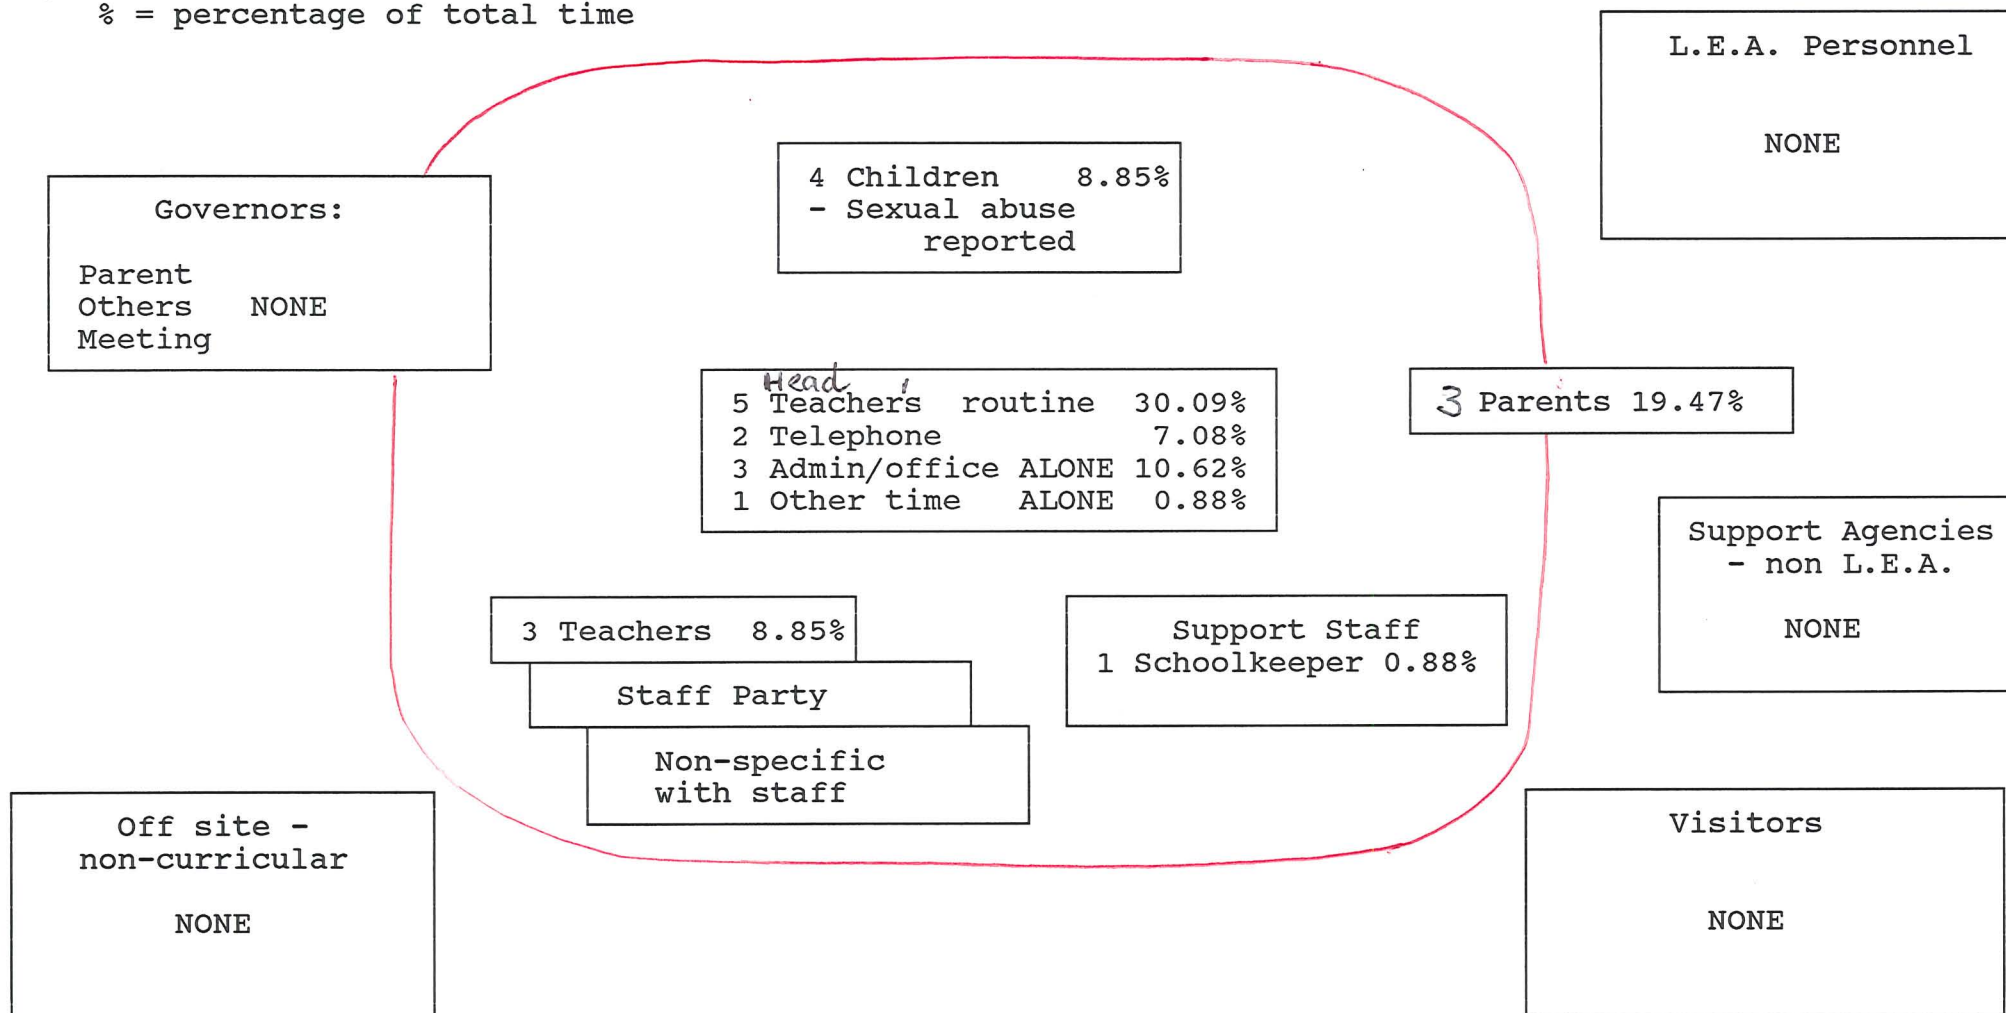 % = percentage of total time
L.E.A. Personnel
NONE
4 Children 8.85%
- Sexual abuse
reported
Governors:
Parent
Others NONE
Meeting
Head
5 Teacher's routine 30.09%
2 Telephone 7.08%
3 Admin/office ALONE 10.62%
1 Other time ALONE 0.88%
3 Parents 19.47%
Support Agencies
- non L.E.A.
NONE
3 Teachers 8.85%
Staff Party
Non-specific
with staff
Support Staff
1 Schoolkeeper 0.88%
Off site -
non-curricular
NONE
Visitors
NONE